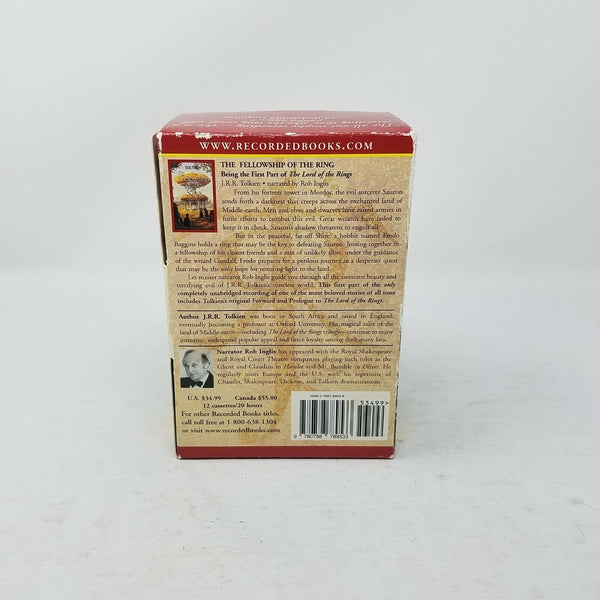 WWW.RECORDEDBOOKS.COM
THE FELLOWSHIP OF THE RING
Being the First Part of The Lord of the Rings
J.R.R. Tolkien • narrated by Rob Inglis
From his fortress tower in Mordor, the evil sorcerer Sauron
sends forth a darkness that creeps across the enchanted land of
Middle-earth. Men and elves and dwarves have raised armies in
futile efforts to combat this evil. Great wizards have failed to
keep it in check. Sauron's shadow threatens to engulf all.
But in the peaceful, far-off Shire, a hobbit named Frodo
Baggins holds a ring that may be the key to defeating Sauron. Joining together in
a fellowship of his closest friends and a mix of unlikely allies, under the guidance
of the wizard Gandalf, Frodo prepares for a perilous journey in a desperate quest
that may be the only hope for restoring light to the land.
Let master narrator Rob Inglis guide you through all the awesome beauty and
terrifying evil of J.R.R. Tolkien's timeless world. This first part of the only
completely unabridged recording of one of the most beloved stories of all time
includes Tolkien's original Forward and Prologue to The Lord of the Rings.
Author J.R.R. Tolkien was born in South Africa and raised in England,
eventually becoming a professor at Oxford University. His magical tales of the
land of Middle-earth—including The Lord of the Rings trilogy—continue to enjoy
immense, widespread popular appeal and fierce loyalty among their many fans.
Narrator Rob Inglis has appeared with the Royal Shakespeare
and Royal Court Theatre companies playing such roles as the
Ghost and Claudius in Hamlet and Mr. Bumble in Oliver. He
regularly tours Europe and the U.S. with his repertoire of
Chaucer, Shakespeare, Dickens, and Tolkien dramatizations.
U.S. $34.99 Canada $55.00
12 cassettes/20 hours
For other Recorded Books titles,
call toll free at 1-800-638-1304
or visit www.recordedbooks.com
53499>
9 780788 789533